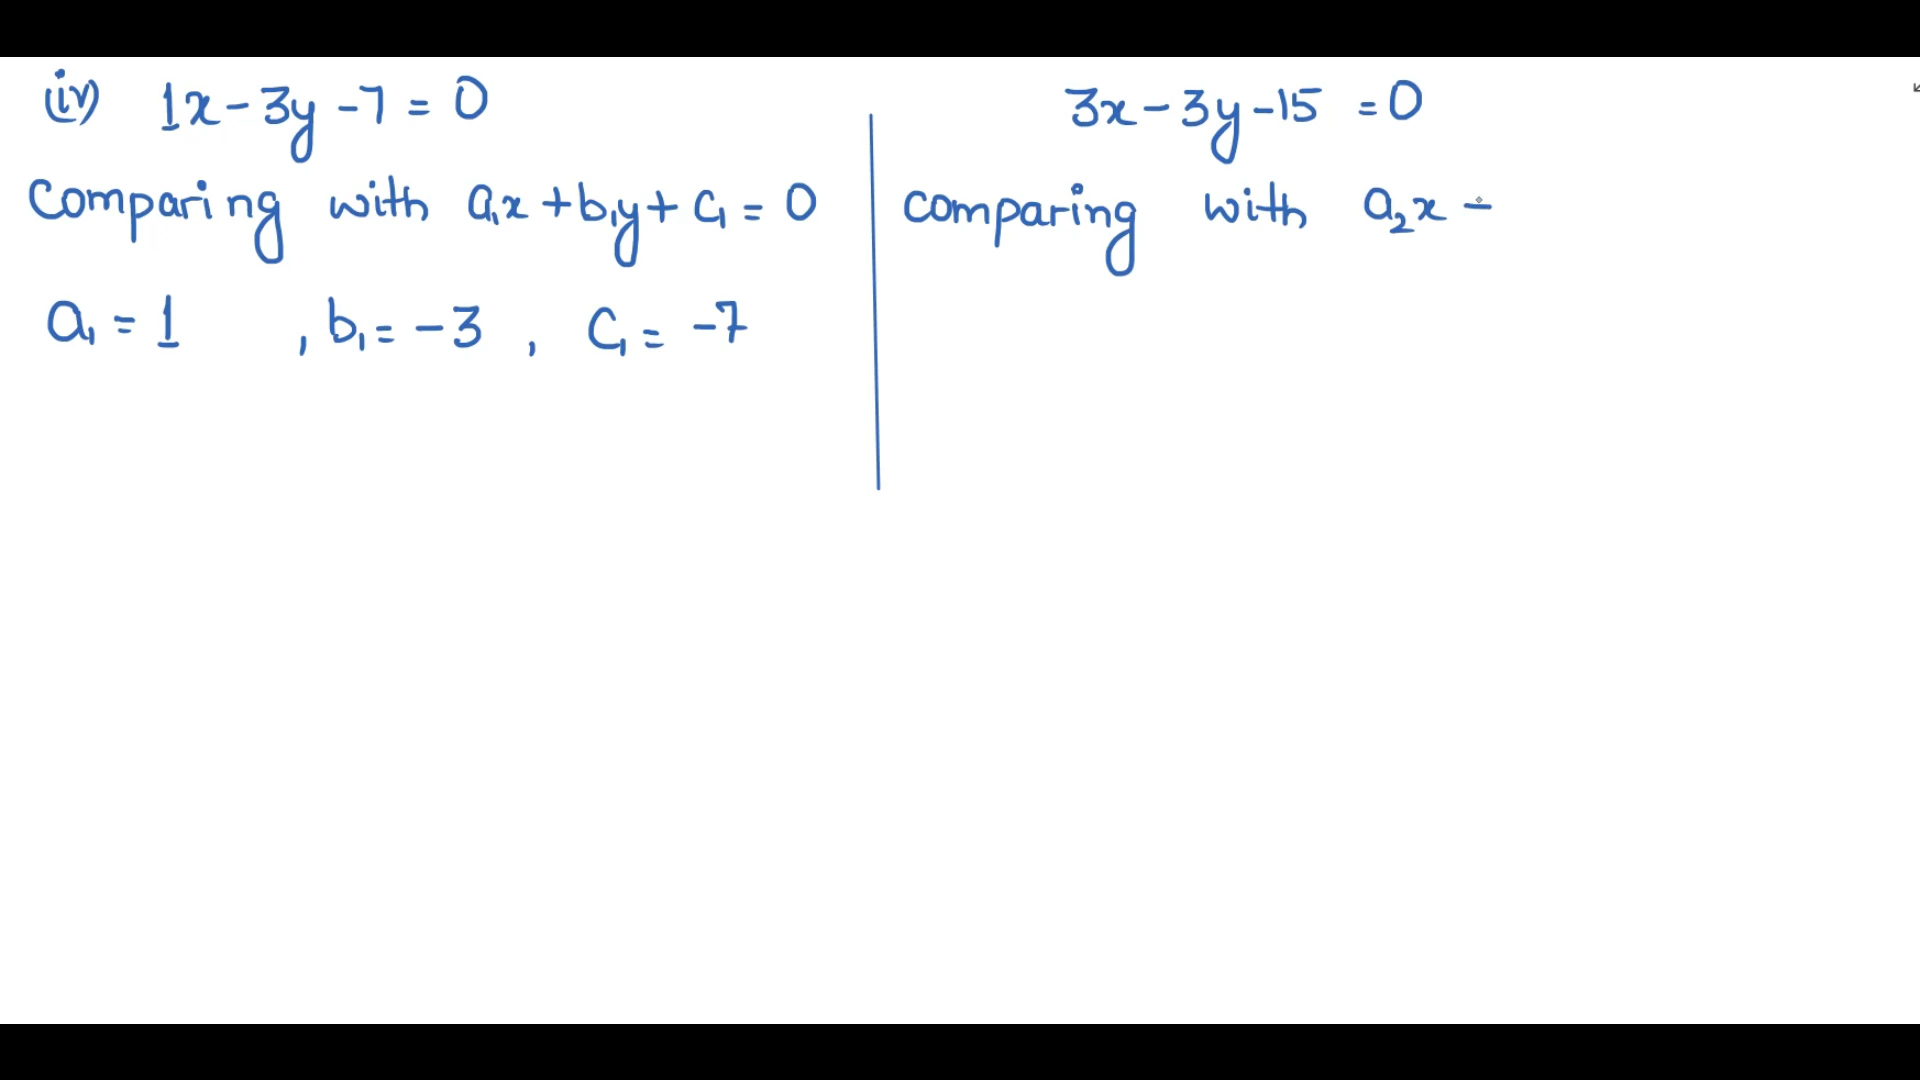 (iv) 1x - 3y - 7 = 0
Comparing with a₁x + b₁y + c₁ = 0
a₁ = 1 , b₁ = -3 , c₁ = -7
3x - 3y - 15 = 0
comparing with a₂x -